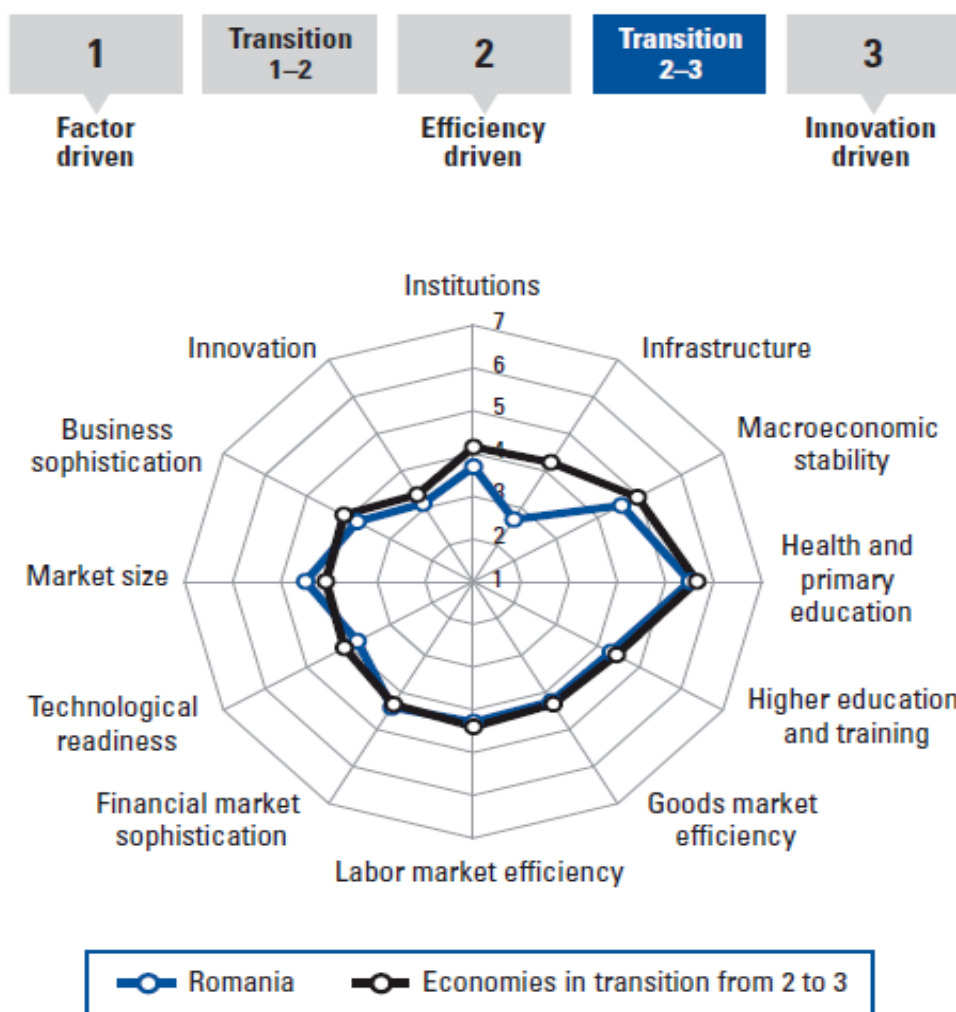 1
Transition
1–2
2
Transition
2–3
3
Factor
driven
Efficiency
driven
Innovation
driven
Institutions
7
6
5
4
3
2
1
Infrastructure
Macroeconomic
stability
Health and
primary
education
Higher education
and training
Goods market
efficiency
Labor market efficiency
Financial market
sophistication
Technological
readiness
Market size
Business
sophistication
Innovation
Romania
Economies in transition from 2 to 3